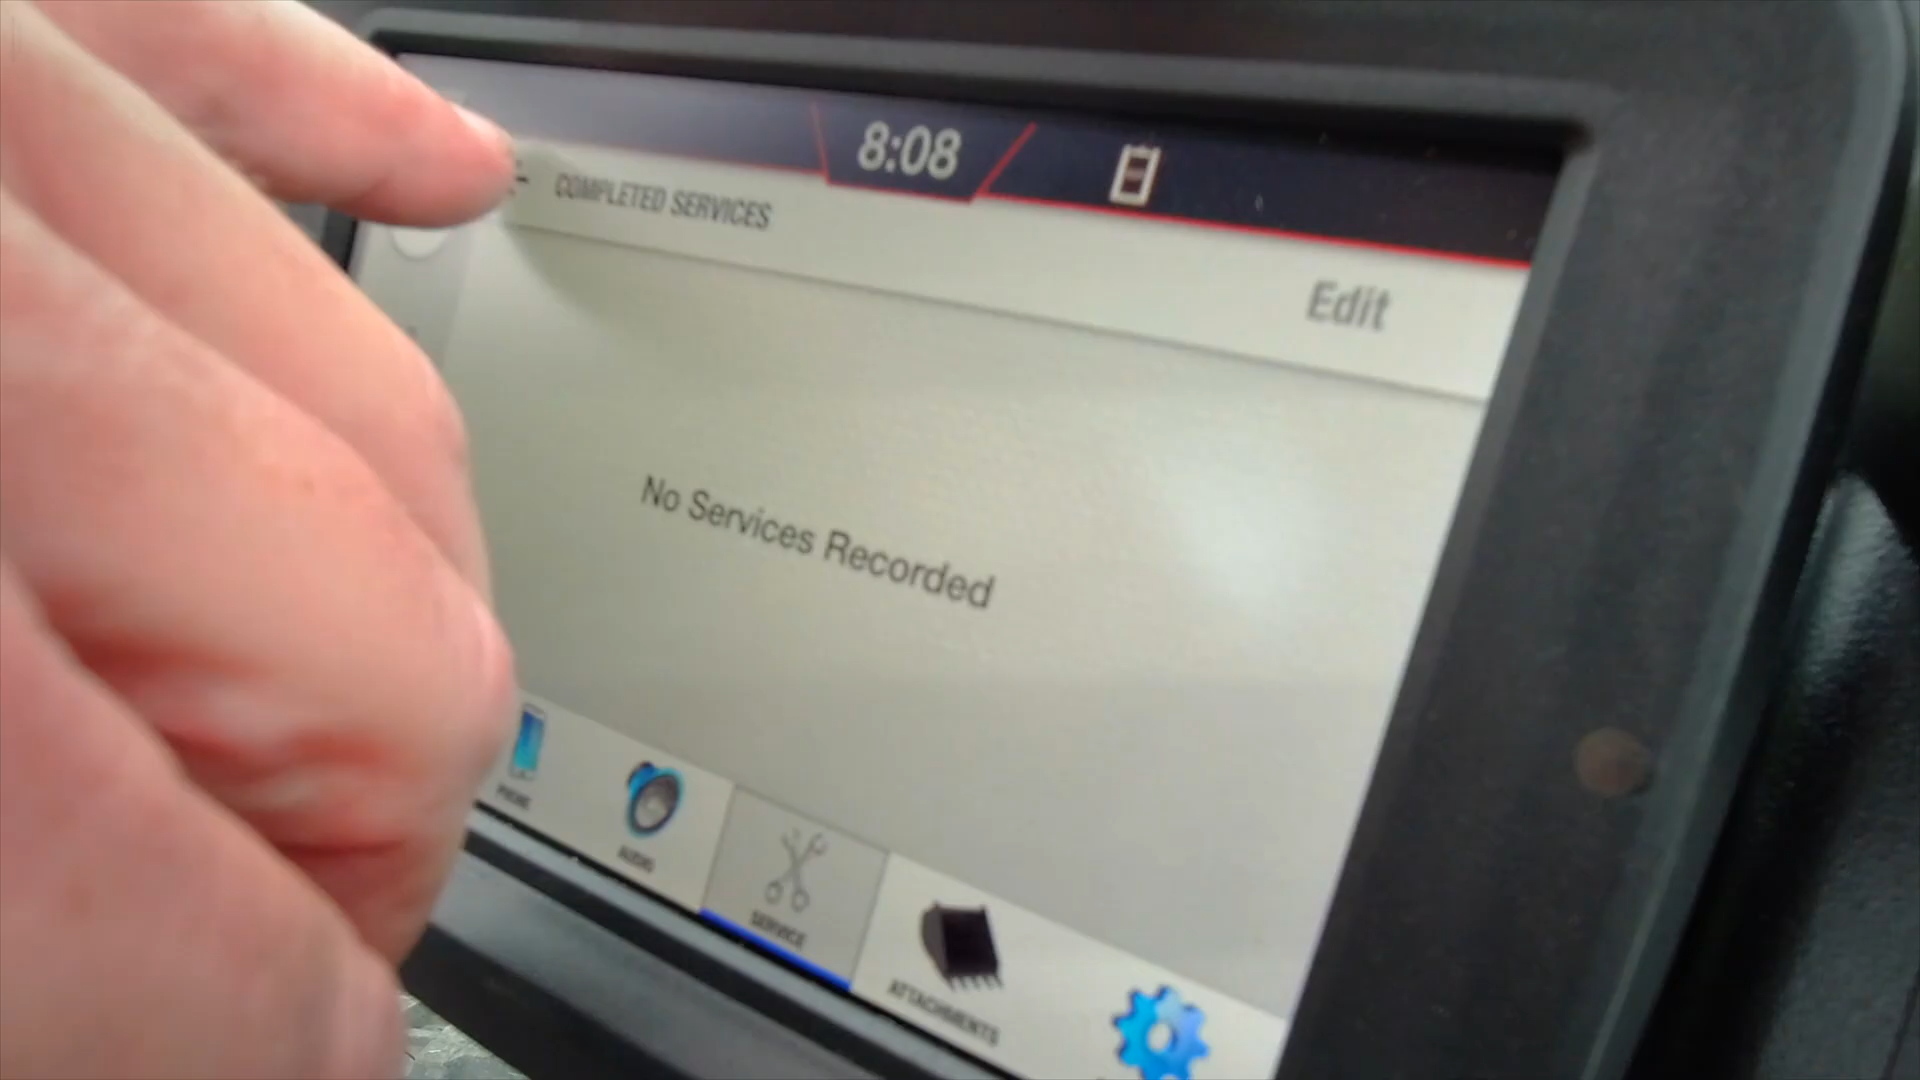 8:08
COMPLETED SERVICES
Edit
No Services Recorded
PHONE
AUDIO
SERVICE
ATTACHMENTS